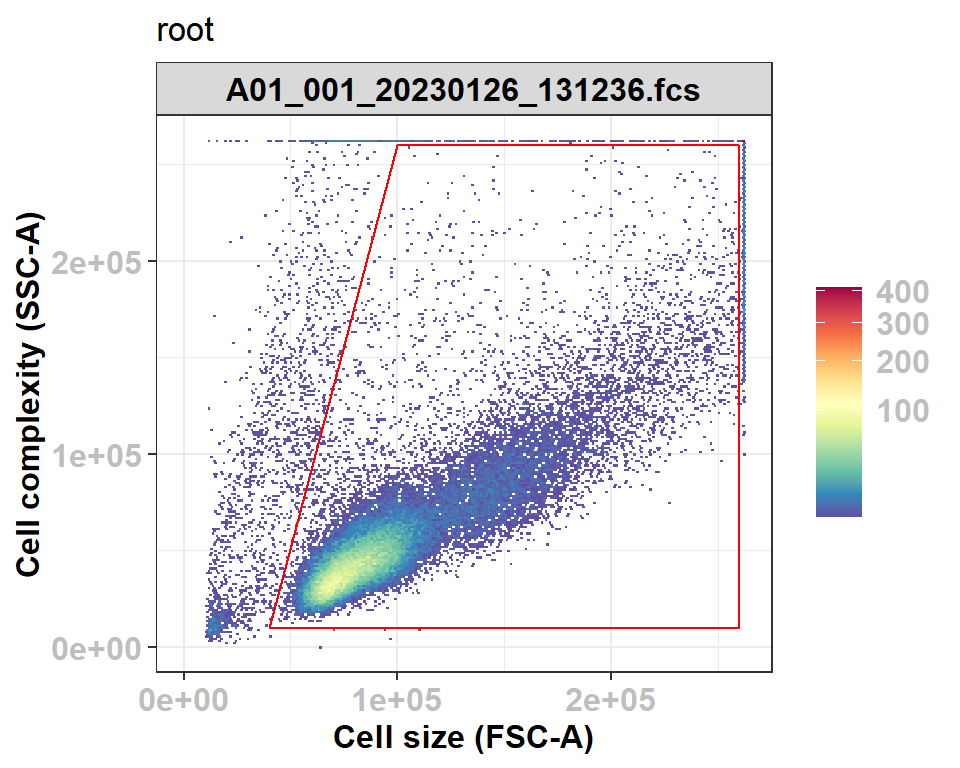 root
A01_001_20230126_131236.fcs
Cell complexity (SSC-A)
2e+05
1e+05
0e+00
0e+00 1e+05 2e+05
Cell size (FSC-A)
400
300
200
100